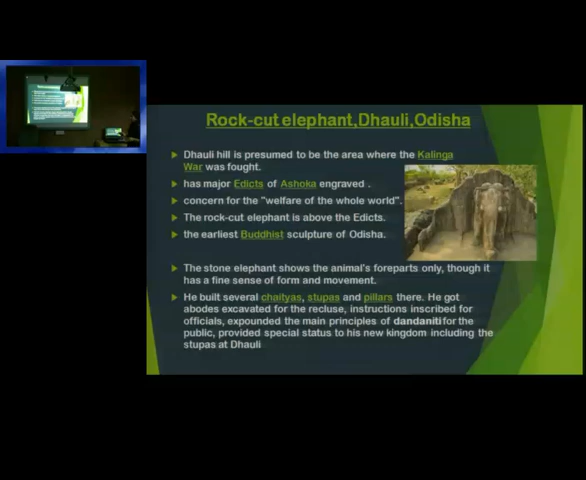 Rock-cut elephant,Dhauli,Odisha
Dhauli hill is presumed to be the area where the Kalinga
War was fought.
has major Edicts of Ashoka engraved .
concern for the "welfare of the whole world".
The rock-cut elephant is above the Edicts.
the earliest Buddhist sculpture of Odisha.
The stone elephant shows the animal's foreparts only, though it
has a fine sense of form and movement.
He built several chaityas, stupas and pillars there. He got
abodes excavated for the recluse, instructions inscribed for
officials, expounded the main principles of dandaniti for the
public, provided special status to his new kingdom including the
stupas at Dhauli